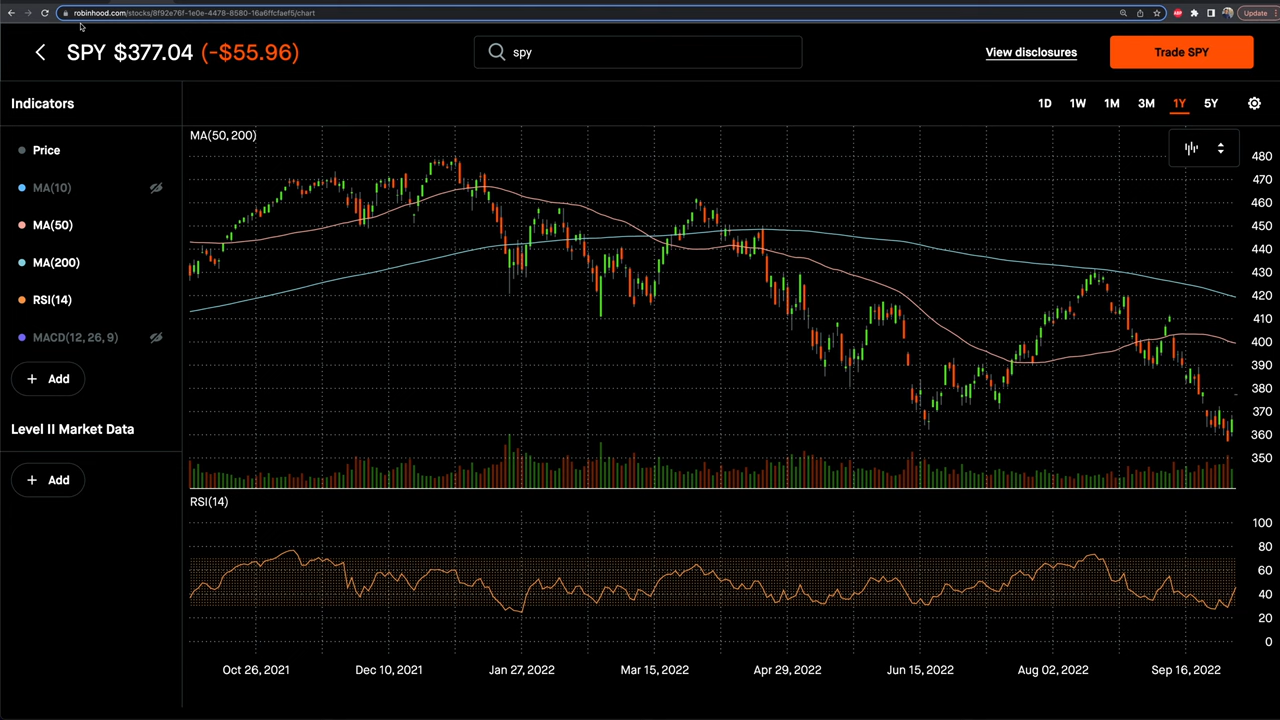 robinhood.com/stocks/8f92e76f-1e0e-4478-8580-16a6ffcfaef5/chart
Update
SPY $377.04 (-$55.96)
spy
View disclosures
Trade SPY
Indicators
1D 1W 1M 3M 1Y 5Y
MA(50,200)
Price
MA(10)
MA(50)
MA(200)
RSI(14)
MACD(12, 26, 9)
+ Add
Level II Market Data
+ Add
480
470
460
450
440
430
420
410
400
390
380
370
360
350
RSI(14)
100
80
60
40
20
0
Oct 26, 2021 Dec 10, 2021 Jan 27, 2022 Mar 15, 2022 Apr 29, 2022 Jun 15, 2022 Aug 02, 2022 Sep 16, 2022